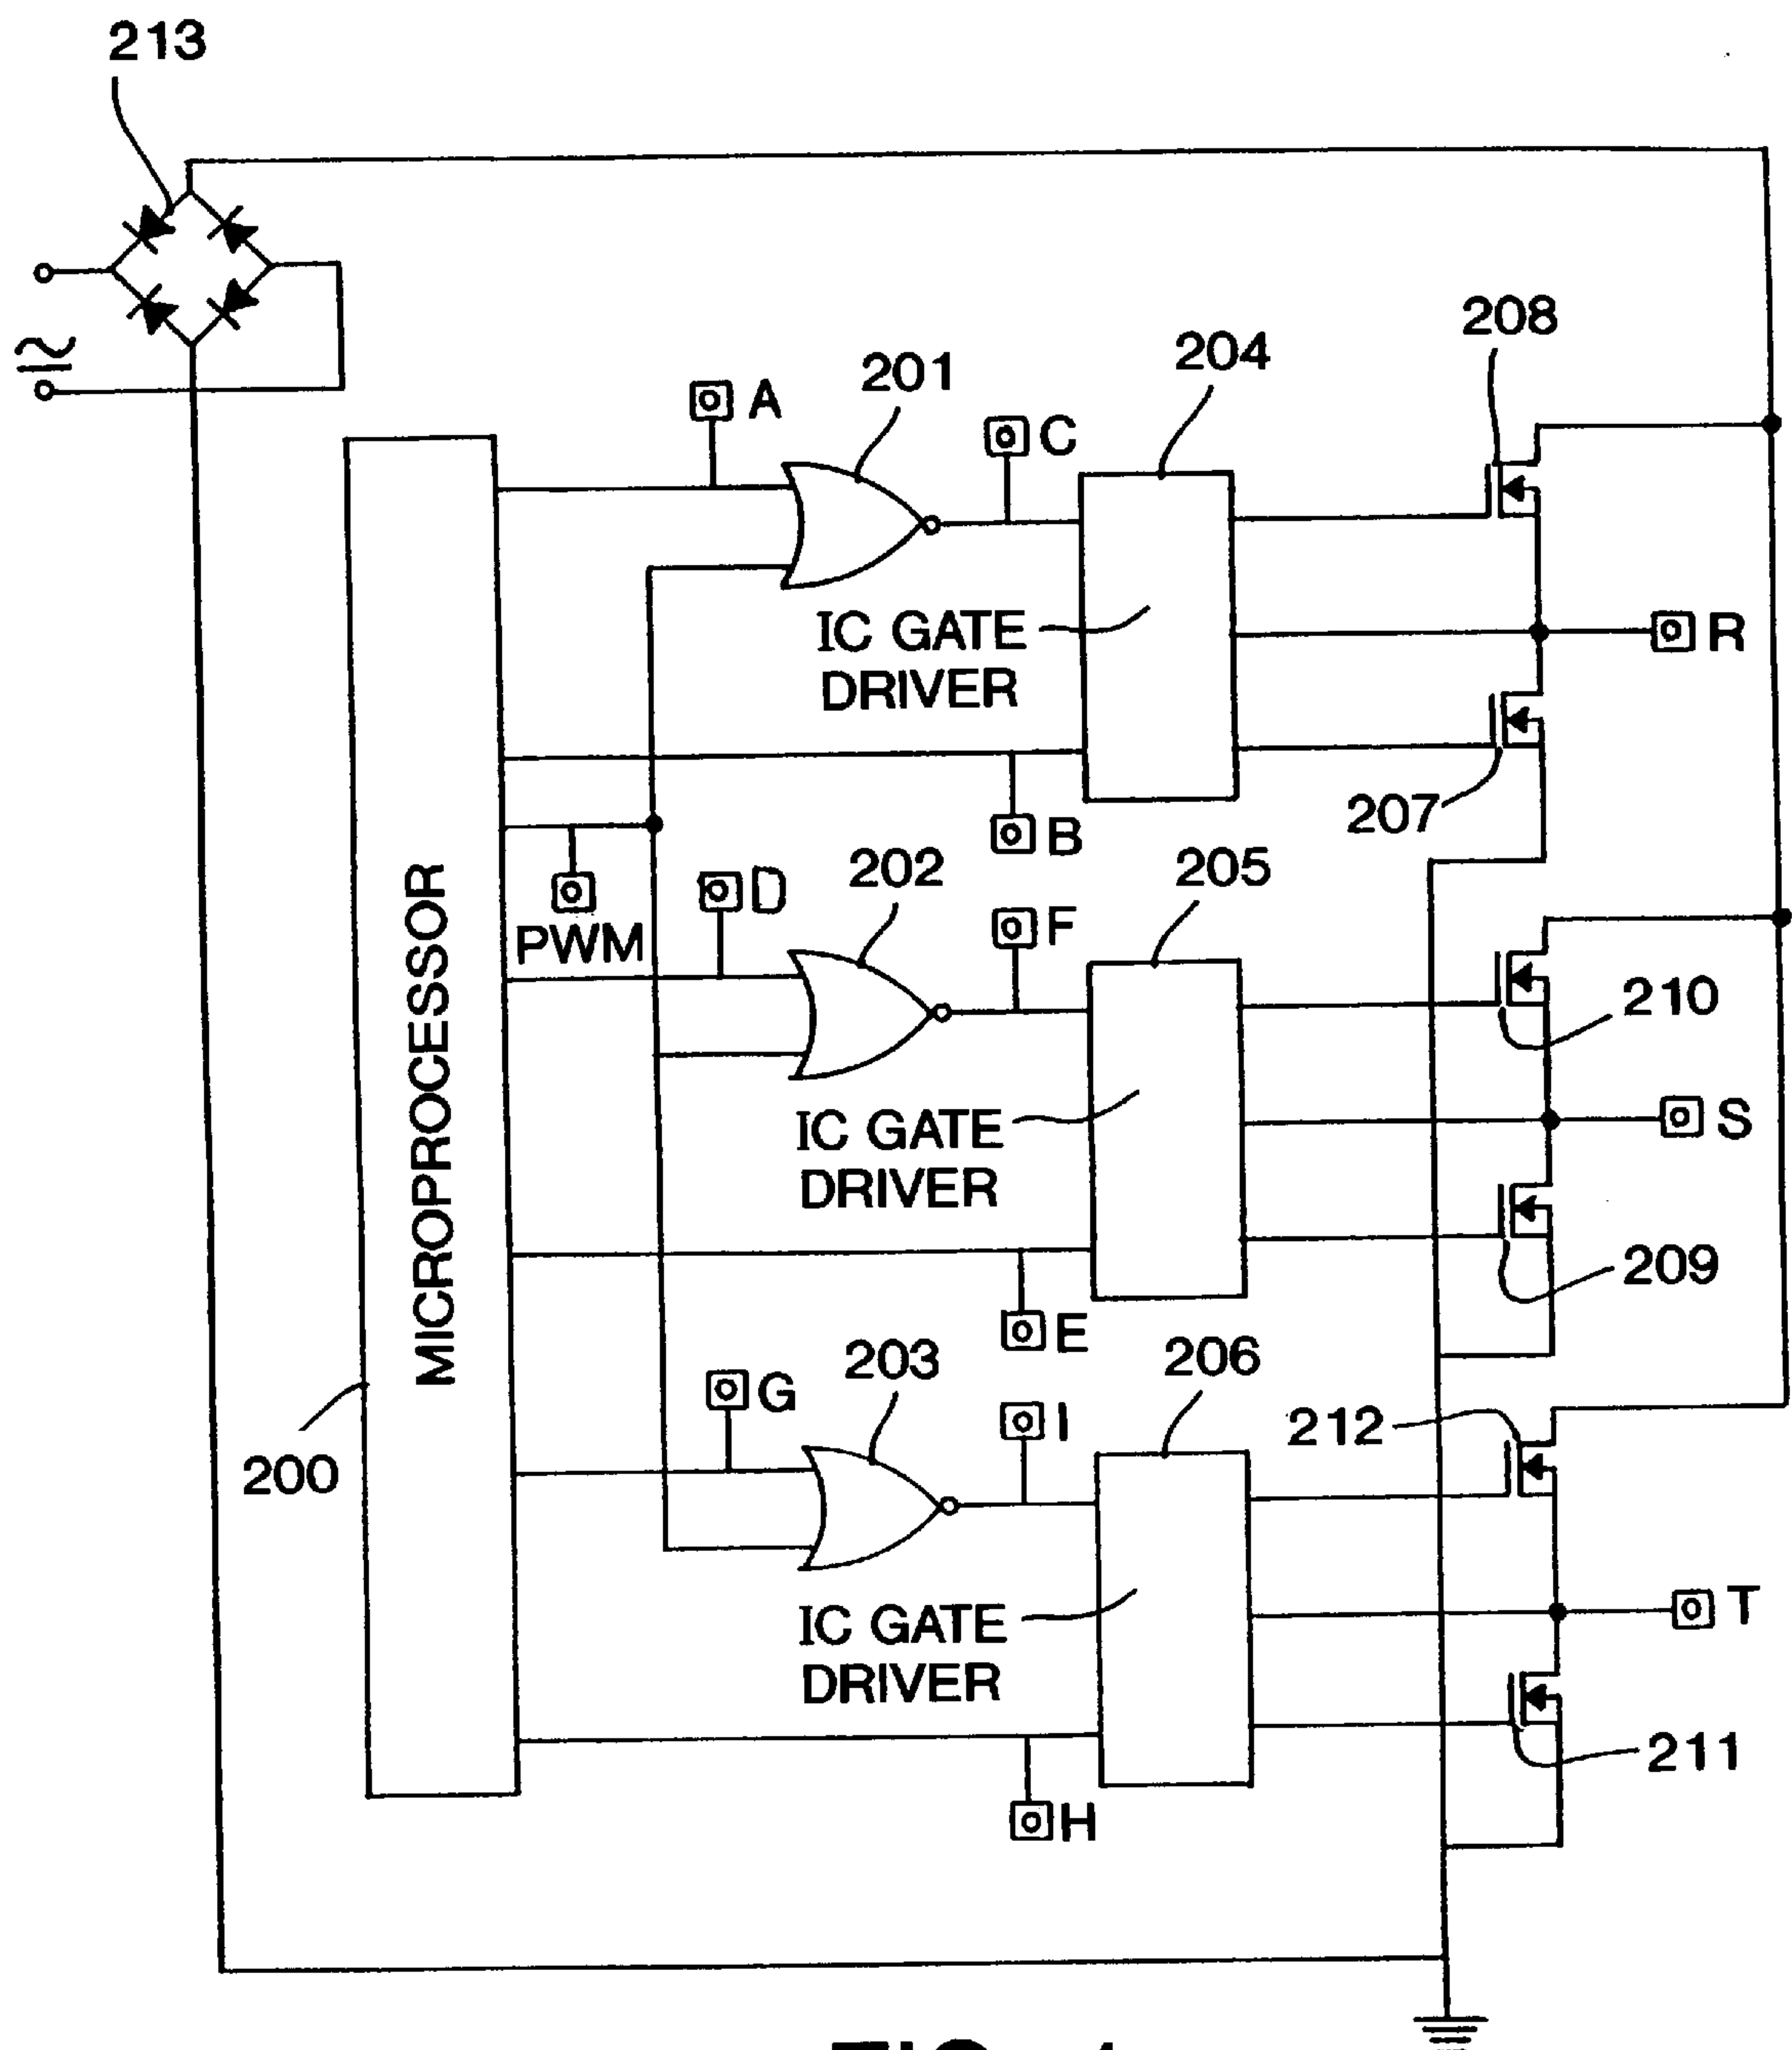 213
208
204
201
A
C
R
IC GATE
DRIVER
207
B
205
202
D
F
PWM
210
S
IC GATE
DRIVER
209
E
203
206
G
I
212
200
MICROPROCESSOR
T
IC GATE
DRIVER
211
H